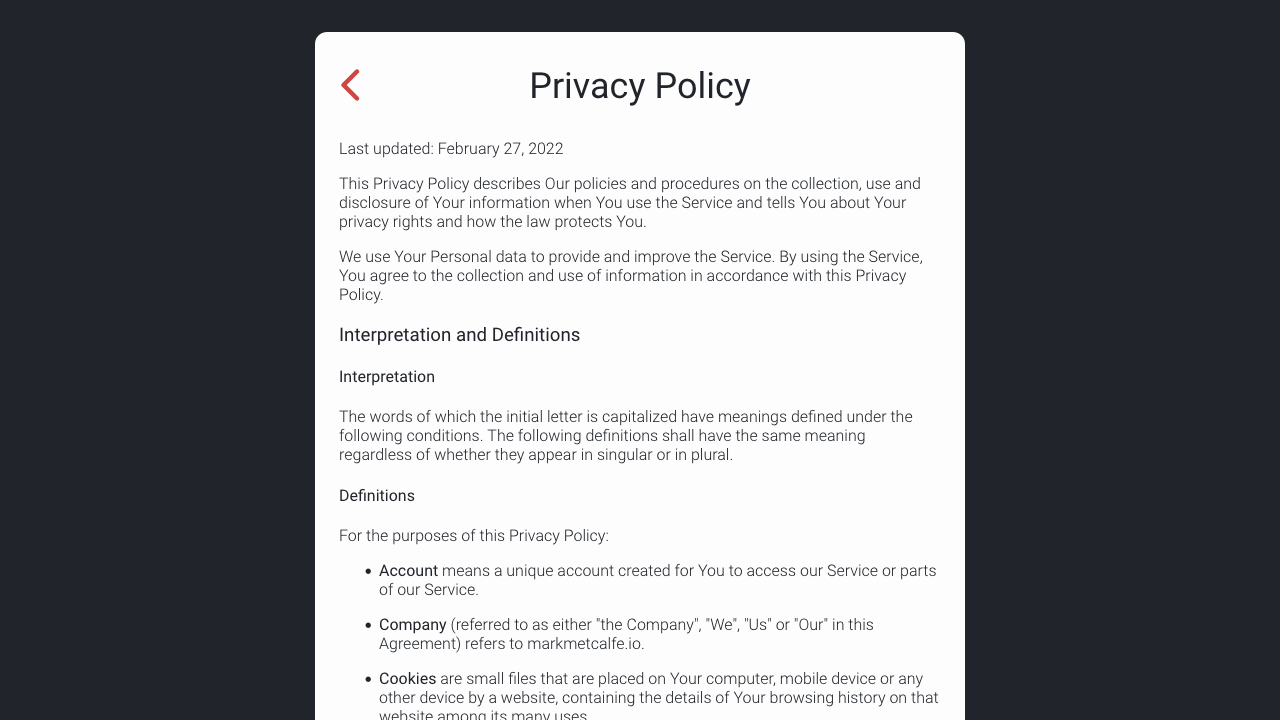 Privacy Policy
Last updated: February 27, 2022
This Privacy Policy describes Our policies and procedures on the collection, use and
disclosure of Your information when You use the Service and tells You about Your
privacy rights and how the law protects You.
We use Your Personal data to provide and improve the Service. By using the Service,
You agree to the collection and use of information in accordance with this Privacy
Policy.
Interpretation and Definitions
Interpretation
The words of which the initial letter is capitalized have meanings defined under the
following conditions. The following definitions shall have the same meaning
regardless of whether they appear in singular or in plural.
Definitions
For the purposes of this Privacy Policy:
• Account means a unique account created for You to access our Service or parts
of our Service.
• Company (referred to as either "the Company", "We", "Us" or "Our" in this
Agreement) refers to markmetcalfe.io.
• Cookies are small files that are placed on Your computer, mobile device or any
other device by a website, containing the details of Your browsing history on that
website among its many uses.